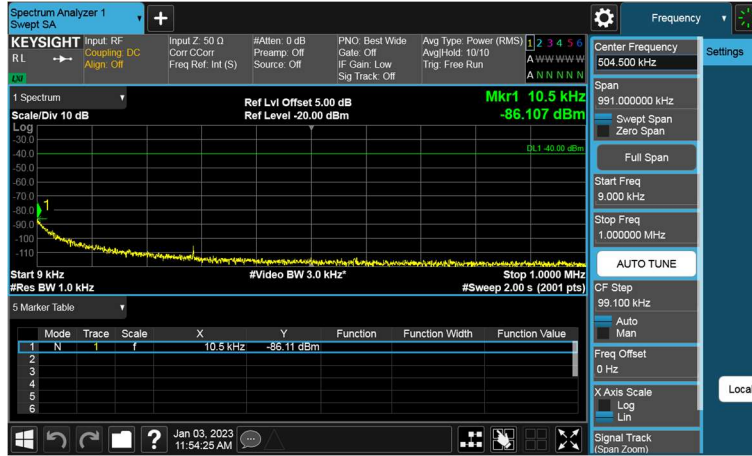 Spectrum Analyzer 1
Swept SA
Frequency
KEYSIGHT
Input: RF
Coupling: DC
Align: Off
Input Z: 50 Ω
Corr CCorr
Freq Ref: Int (S)
#Atten: 0 dB
Preamp: Off
Source: Off
PNO: Best Wide
Gate: Off
IF Gain: Low
Sig Track: Off
Avg Type: Power (RMS)
Avg|Hold: 10/10
Trig: Free Run
1 2 3 4 5 6
A W W W W W
A N N N N N
R L
LXI
Center Frequency
504.500 kHz
Settings
Span
991.000000 kHz
Swept Span
Zero Span
Full Span
Start Freq
9.000 kHz
Stop Freq
1.000000 MHz
AUTO TUNE
CF Step
99.100 kHz
Auto
Man
Freq Offset
0 Hz
X Axis Scale
Log
Lin
Signal Track
(Span Zoom)
Local
1 Spectrum
Scale/Div 10 dB
Ref Lvl Offset 5.00 dB
Ref Level -20.00 dBm
Mkr1 10.5 kHz
-86.107 dBm
Log
-30.0
-40.0
-50.0
-60.0
-70.0
-80.0
-90.0
-100
-110
DL1 -40.00 dBm
1
Start 9 kHz
#Res BW 1.0 kHz
#Video BW 3.0 kHz*
Stop 1.0000 MHz
#Sweep 2.00 s (2001 pts)
5 Marker Table
Mode Trace Scale X Y Function Function Width Function Value
1 N 1 f 10.5 kHz -86.11 dBm
2
3
4
5
6
?
Jan 03, 2023
11:54:25 AM